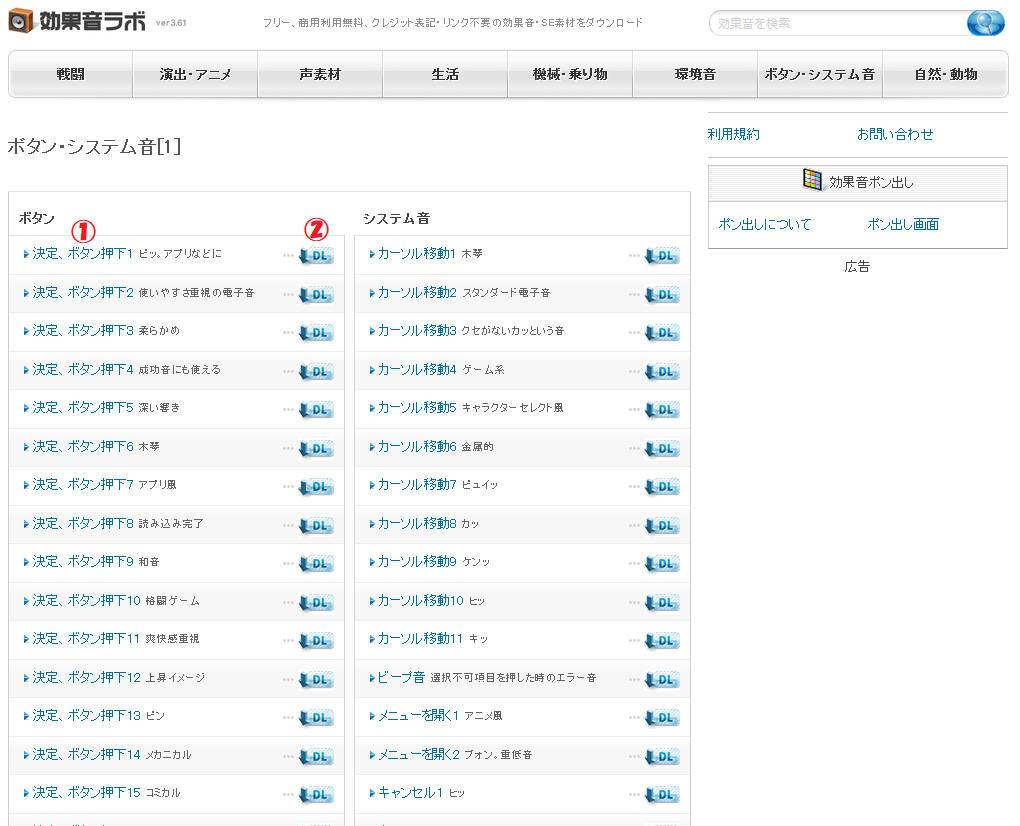 効果音ラボ ver3.61
フリー、商用利用無料、クレジット表記・リンク不要の効果音・SE素材をダウンロード
効果音を検索
戦闘 演出・アニメ 声素材 生活 機械・乗り物 環境音 ボタン・システム音 自然・動物
ボタン・システム音[1]
ボタン
① ②
決定、ボタン押下1 ピッ、アプリなどに … DL
決定、ボタン押下2 使いやすさ重視の電子音 … DL
決定、ボタン押下3 柔らかめ … DL
決定、ボタン押下4 成功音にも使える … DL
決定、ボタン押下5 深い響き … DL
決定、ボタン押下6 木琴 … DL
決定、ボタン押下7 アプリ風 … DL
決定、ボタン押下8 読み込み完了 … DL
決定、ボタン押下9 和音 … DL
決定、ボタン押下10 格闘ゲーム … DL
決定、ボタン押下11 爽快感重視 … DL
決定、ボタン押下12 上昇イメージ … DL
決定、ボタン押下13 ピン … DL
決定、ボタン押下14 メカニカル … DL
決定、ボタン押下15 コミカル … DL
システム音
カーソル移動1 木琴 … DL
カーソル移動2 スタンダード電子音 … DL
カーソル移動3 クセがないカッという音 … DL
カーソル移動4 ゲーム系 … DL
カーソル移動5 キャラクターセレクト風 … DL
カーソル移動6 金属的 … DL
カーソル移動7 ピュイッ … DL
カーソル移動8 カッ … DL
カーソル移動9 ケンッ … DL
カーソル移動10 ヒッ … DL
カーソル移動11 キッ … DL
ビープ音 選択不可項目を押した時のエラー音 … DL
メニューを開く1 アニメ風 … DL
メニューを開く2 ブォン。重低音 … DL
キャンセル1 ヒッ … DL
利用規約 お問い合わせ
効果音ポン出し
ポン出しについて ポン出し画面
広告